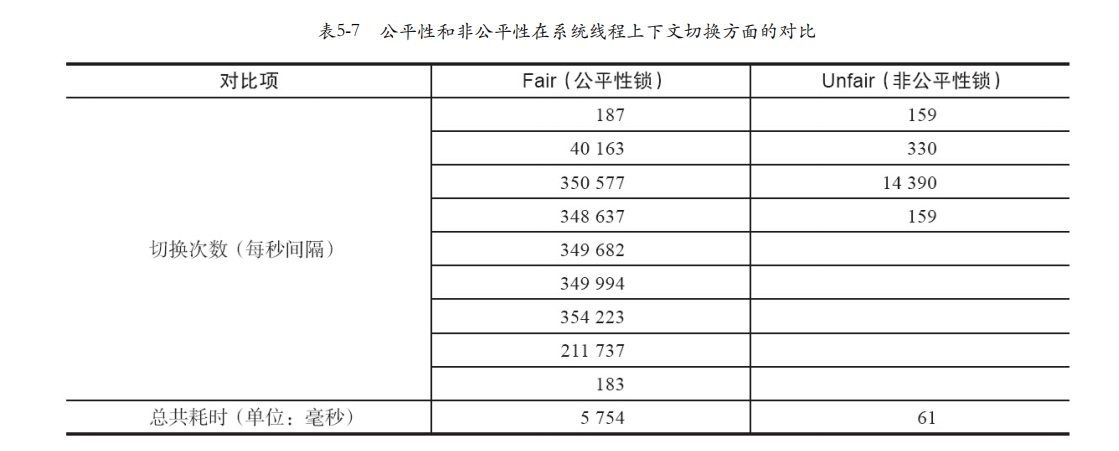 表5-7 公平性和非公平性在系统线程上下文切换方面的对比
对比项 Fair（公平性锁） Unfair（非公平性锁）
187 159
40 163 330
350 577 14 390
348 637 159
切换次数（每秒间隔） 349 682
349 994
354 223
211 737
183
总共耗时（单位：毫秒） 5 754 61